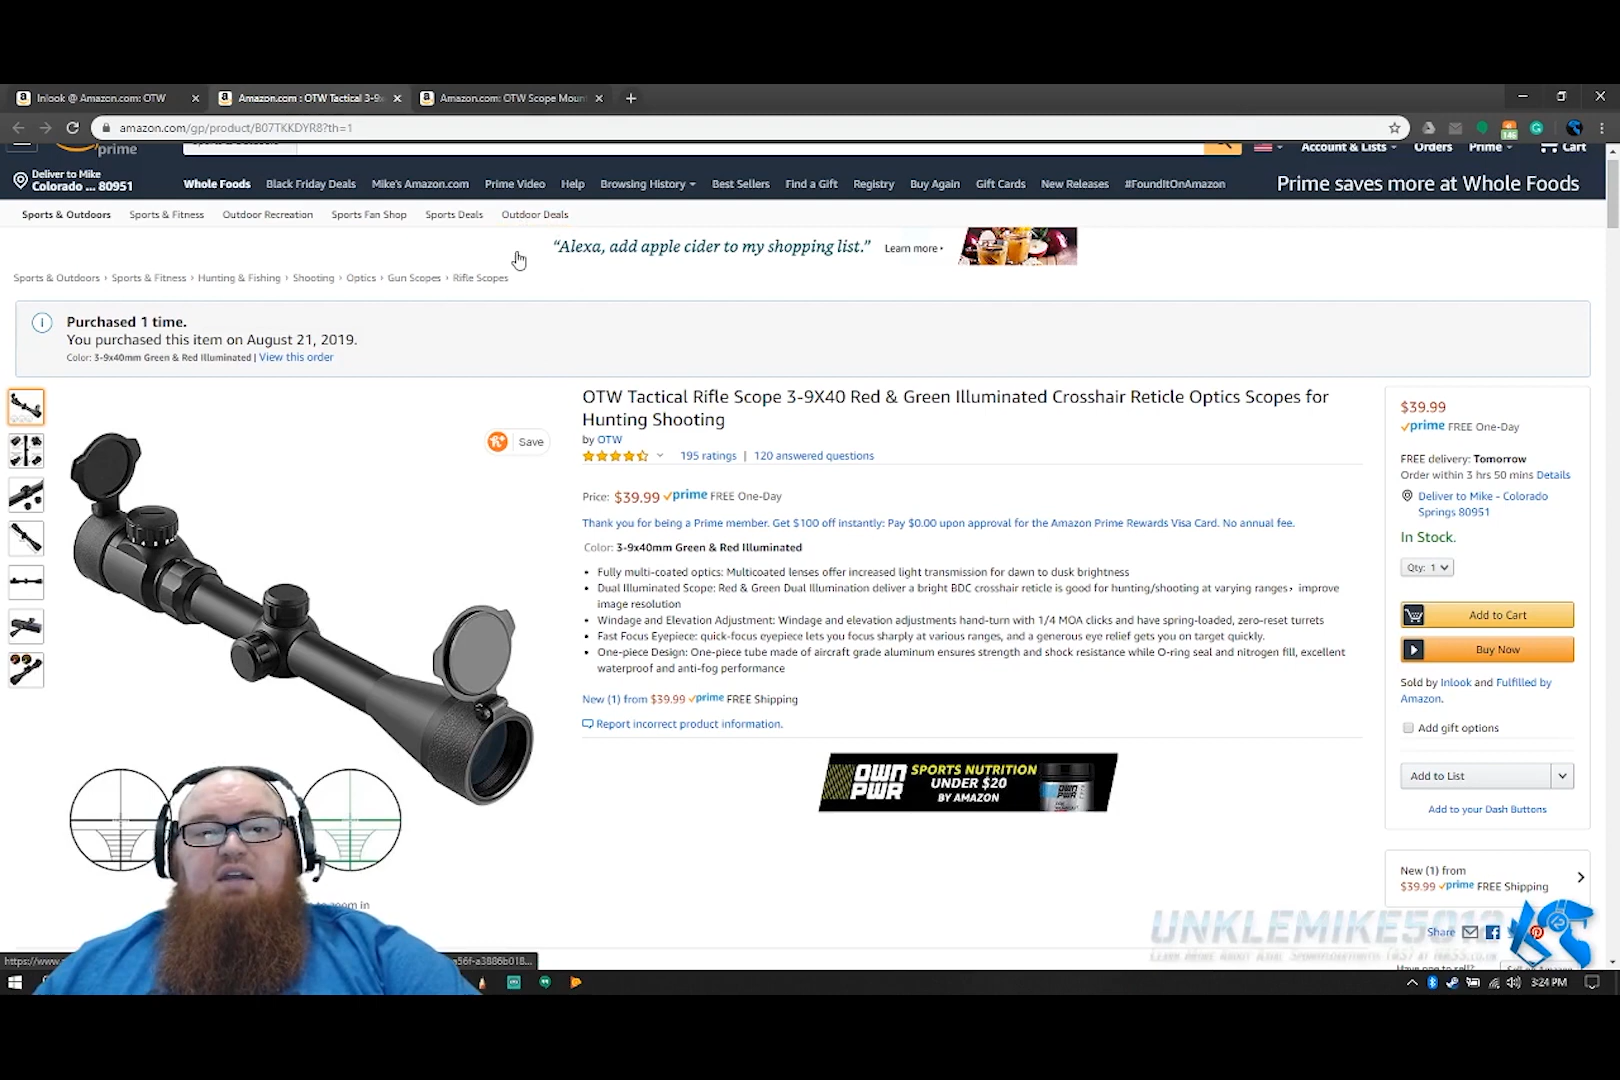 Inlook @ Amazon.com: OTW
Amazon.com : OTW Tactical 3-9x
Amazon.com: OTW Scope Moun
amazon.com/gp/product/B07TKKDYR8?th=1
146
prime
Account & Lists
Orders
Prime
Cart
Deliver to Mike
Colorado ... 80951
Whole Foods
Black Friday Deals
Mike's Amazon.com
Prime Video
Help
Browsing History
Best Sellers
Find a Gift
Registry
Buy Again
Gift Cards
New Releases
#FoundItOnAmazon
Prime saves more at Whole Foods
Sports & Outdoors
Sports & Fitness
Outdoor Recreation
Sports Fan Shop
Sports Deals
Outdoor Deals
“Alexa, add apple cider to my shopping list.”
Learn more
Sports & Outdoors › Sports & Fitness › Hunting & Fishing › Shooting › Optics › Gun Scopes › Rifle Scopes
Purchased 1 time.
You purchased this item on August 21, 2019.
Color: 3-9x40mm Green & Red Illuminated | View this order
Save
OTW Tactical Rifle Scope 3-9X40 Red & Green Illuminated Crosshair Reticle Optics Scopes for
Hunting Shooting
by OTW
195 ratings | 120 answered questions
Price: $39.99 prime FREE One-Day
Thank you for being a Prime member. Get $100 off instantly: Pay $0.00 upon approval for the Amazon Prime Rewards Visa Card. No annual fee.
Color: 3-9x40mm Green & Red Illuminated
• Fully multi-coated optics: Multicoated lenses offer increased light transmission for dawn to dusk brightness
• Dual Illuminated Scope: Red & Green Dual Illumination deliver a bright BDC crosshair reticle is good for hunting/shooting at varying ranges，improve
image resolution
• Windage and Elevation Adjustment: Windage and elevation adjustments hand-turn with 1/4 MOA clicks and have spring-loaded, zero-reset turrets
• Fast Focus Eyepiece: quick-focus eyepiece lets you focus sharply at various ranges, and a generous eye relief gets you on target quickly.
• One-piece Design: One-piece tube made of aircraft grade aluminum ensures strength and shock resistance while O-ring seal and nitrogen fill, excellent
waterproof and anti-fog performance
New (1) from $39.99 prime FREE Shipping
Report incorrect product information.
OWN PWR
SPORTS NUTRITION
UNDER $20
BY AMAZON
$39.99
prime FREE One-Day
FREE delivery: Tomorrow
Order within 3 hrs 50 mins Details
Deliver to Mike - Colorado
Springs 80951
In Stock.
Qty: 1
Add to Cart
Buy Now
Sold by Inlook and Fulfilled by
Amazon.
Add gift options
Add to List
Add to your Dash Buttons
New (1) from
$39.99 prime FREE Shipping
Share
UNKLEMIKE5013
zoom in
https://www.
56f-a3886b018...
3:24 PM